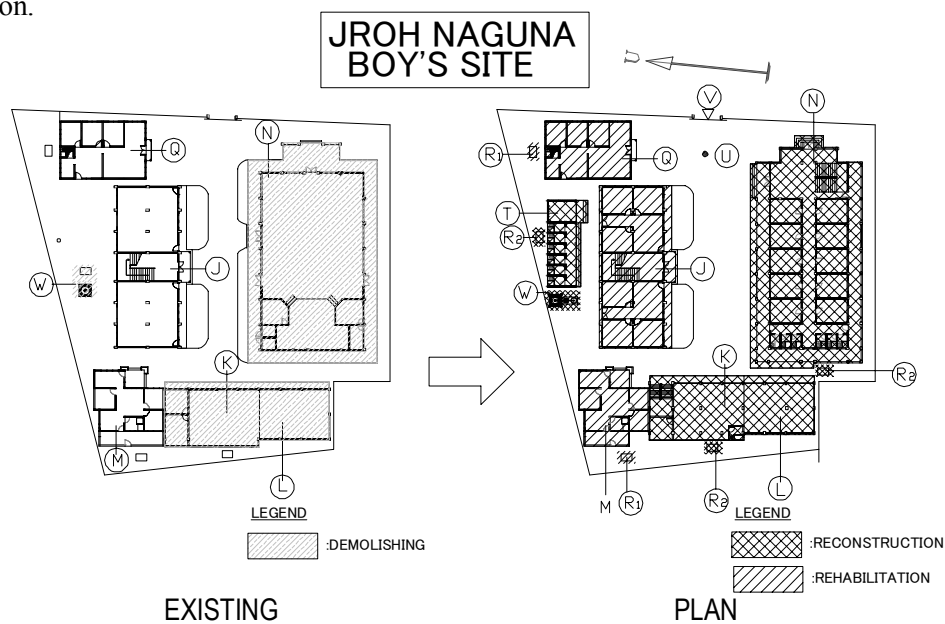 on.
JROH NAGUNA
BOY'S SITE
U
V
N
N
Q
R1
Q
U
T
R2
J
W
J
W
K
K
R2
M
L
M
R1
R2
L
LEGEND
:DEMOLISHING
LEGEND
:RECONSTRUCTION
:REHABILITATION
EXISTING
PLAN